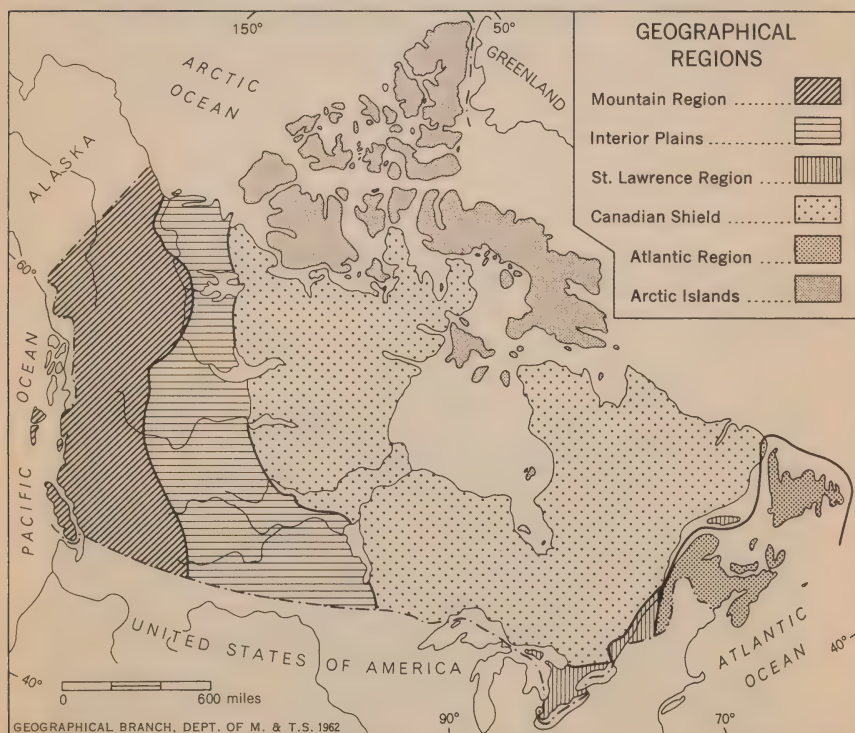 150°
50°
ARCTIC
OCEAN
GREENLAND
ALASKA
60°
PACIFIC OCEAN
GEOGRAPHICAL
REGIONS
Mountain Region ..........
Interior Plains ...............
St. Lawrence Region .....
Canadian Shield ..........
Atlantic Region .......
Arctic Islands ........
UNITED STATES OF AMERICA
ATLANTIC
OCEAN
40°
40°
0 600 miles
90°
70°
GEOGRAPHICAL BRANCH, DEPT. OF M. & T.S. 1962